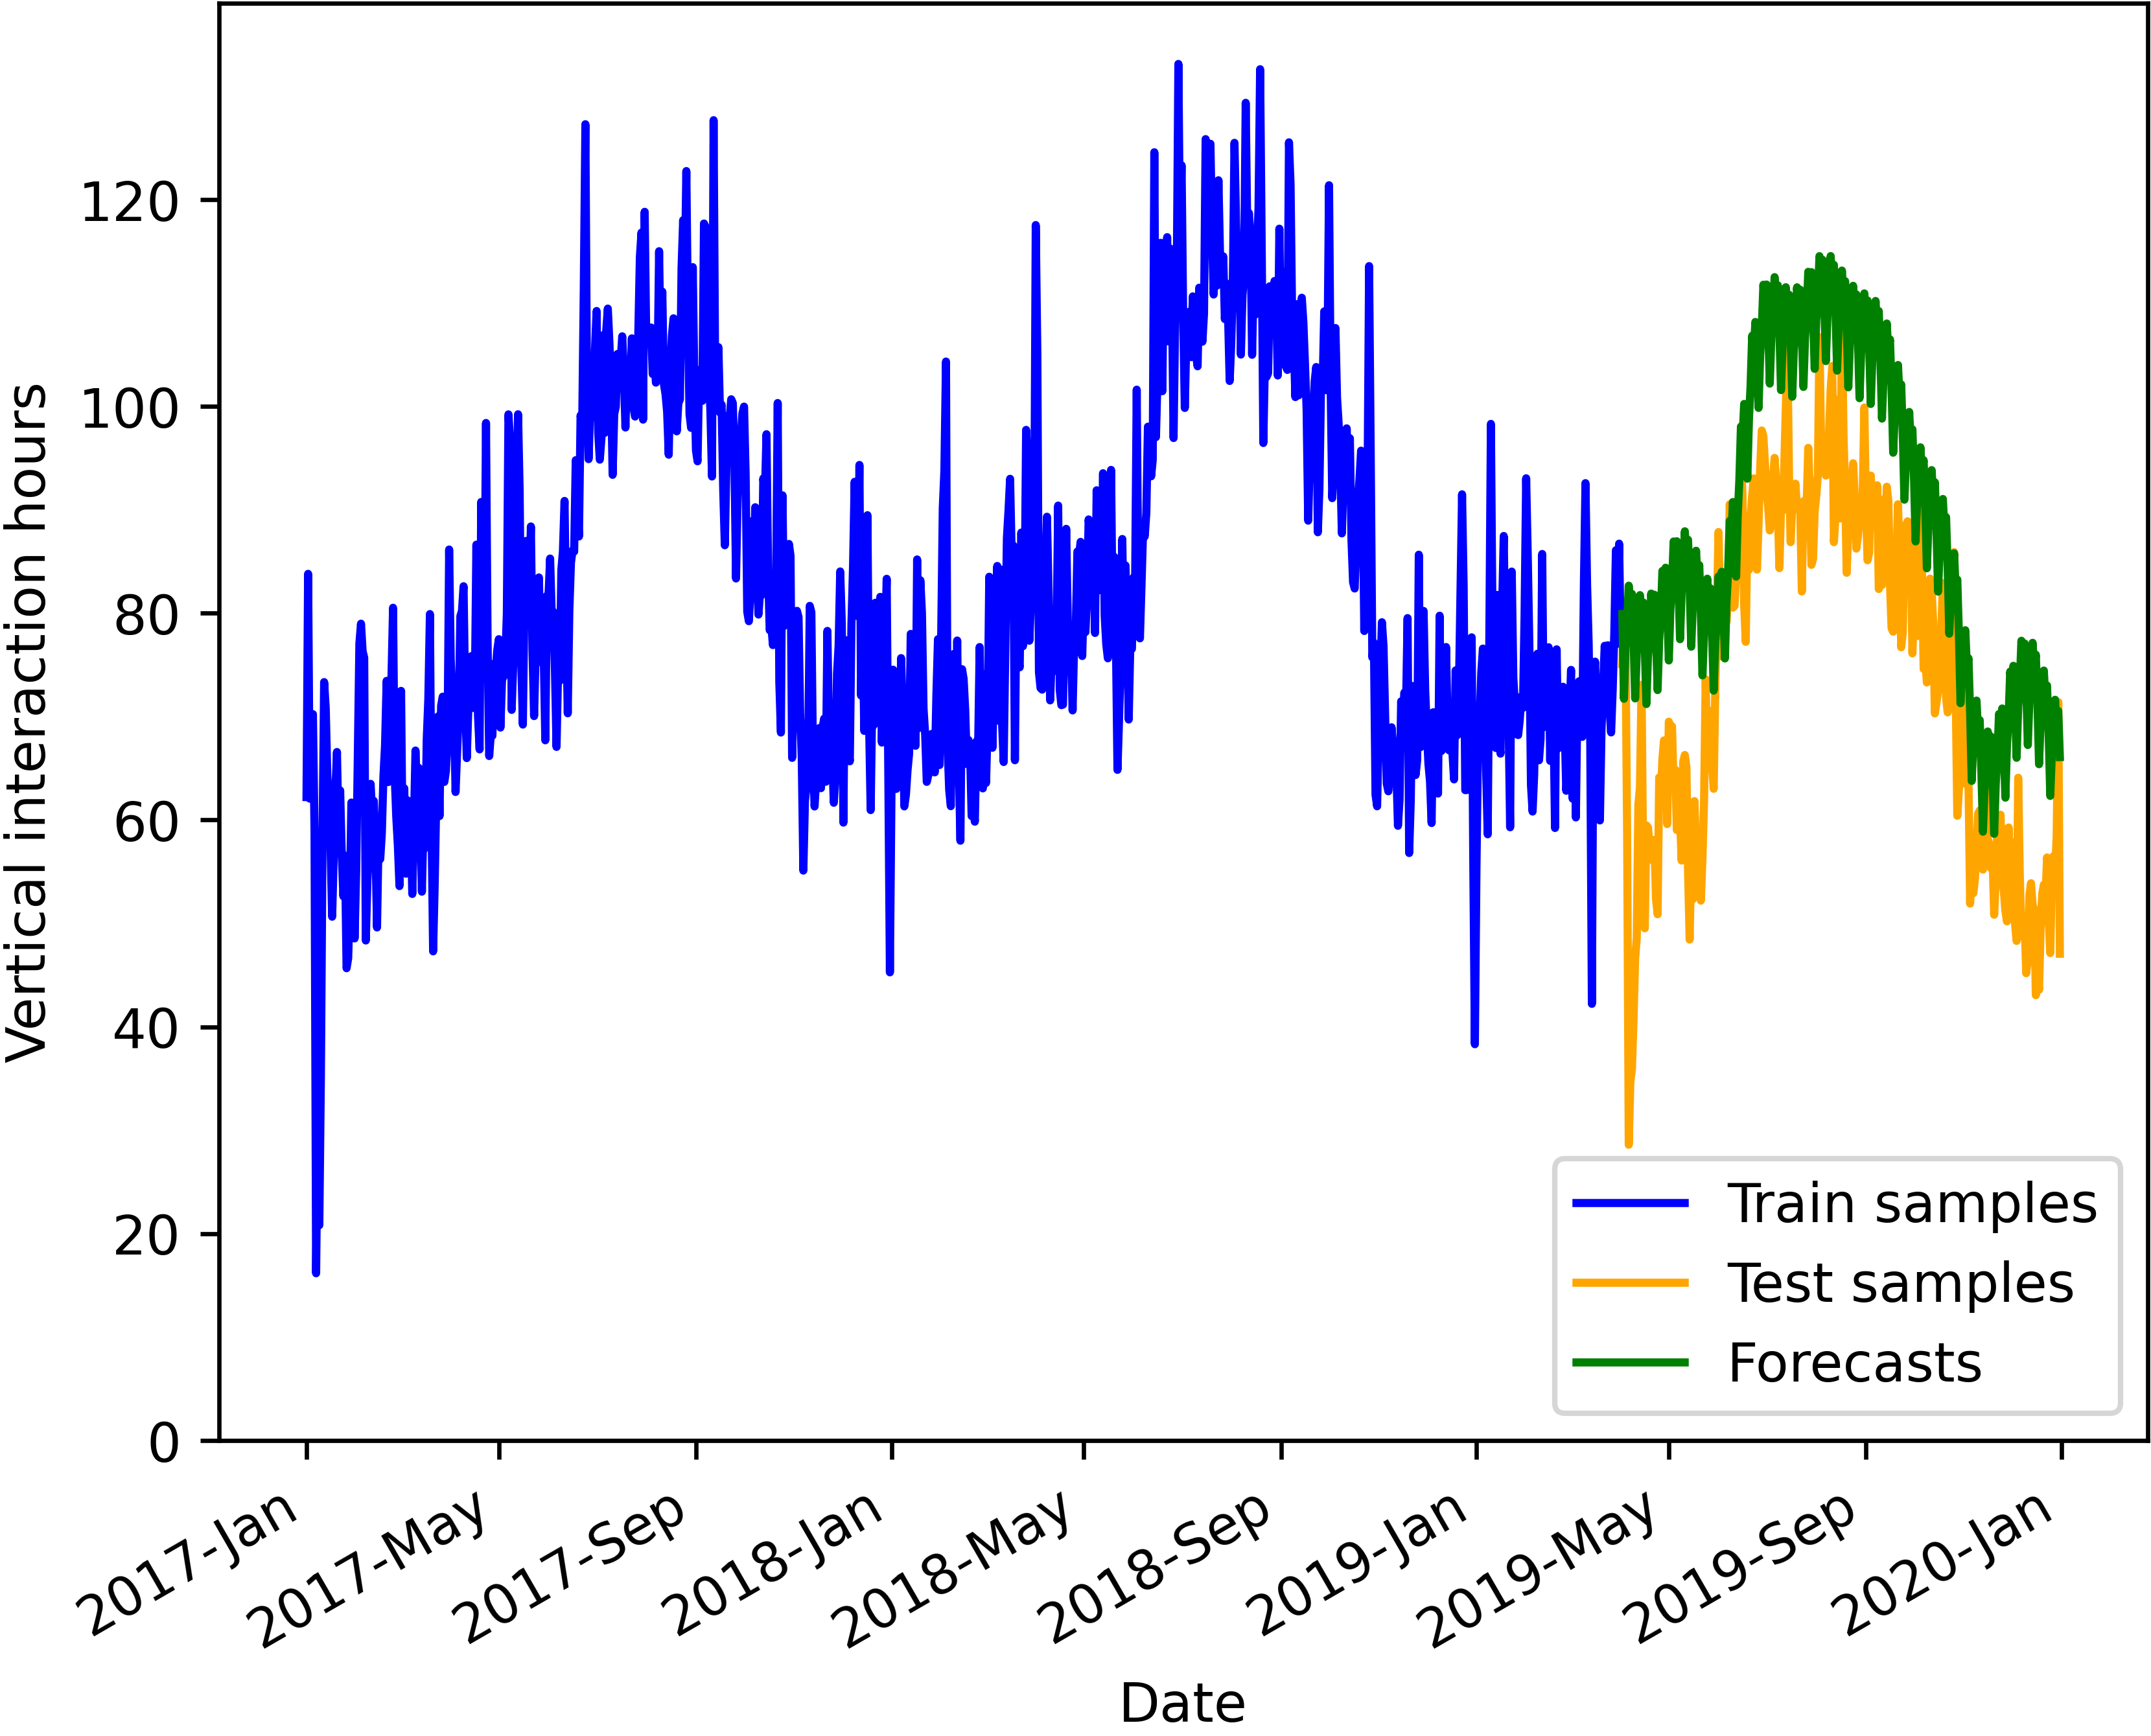 Vertical interaction hours
120
100
80
60
40
20
0
Train samples
Test samples
Forecasts
2017-Jan
2017-May
2017-Sep
2018-Jan
2018-May
2018-Sep
2019-Jan
2019-May
2019-Sep
2020-Jan
Date